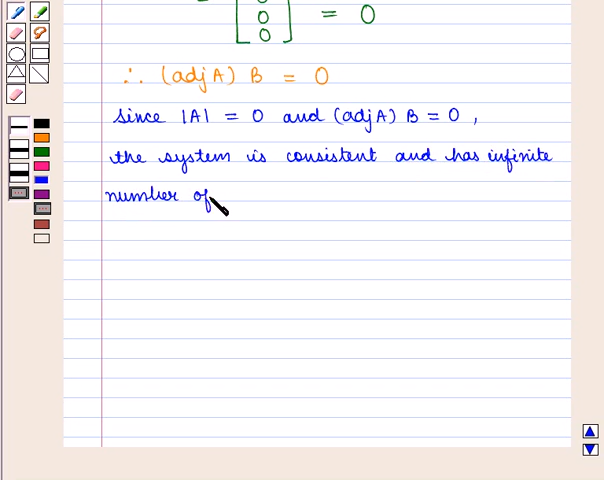 0
0
0 = 0
∴ (adj A) B = 0
since |A| = 0 and (adj A) B = 0 ,
the system is consistent and has infinite
number of